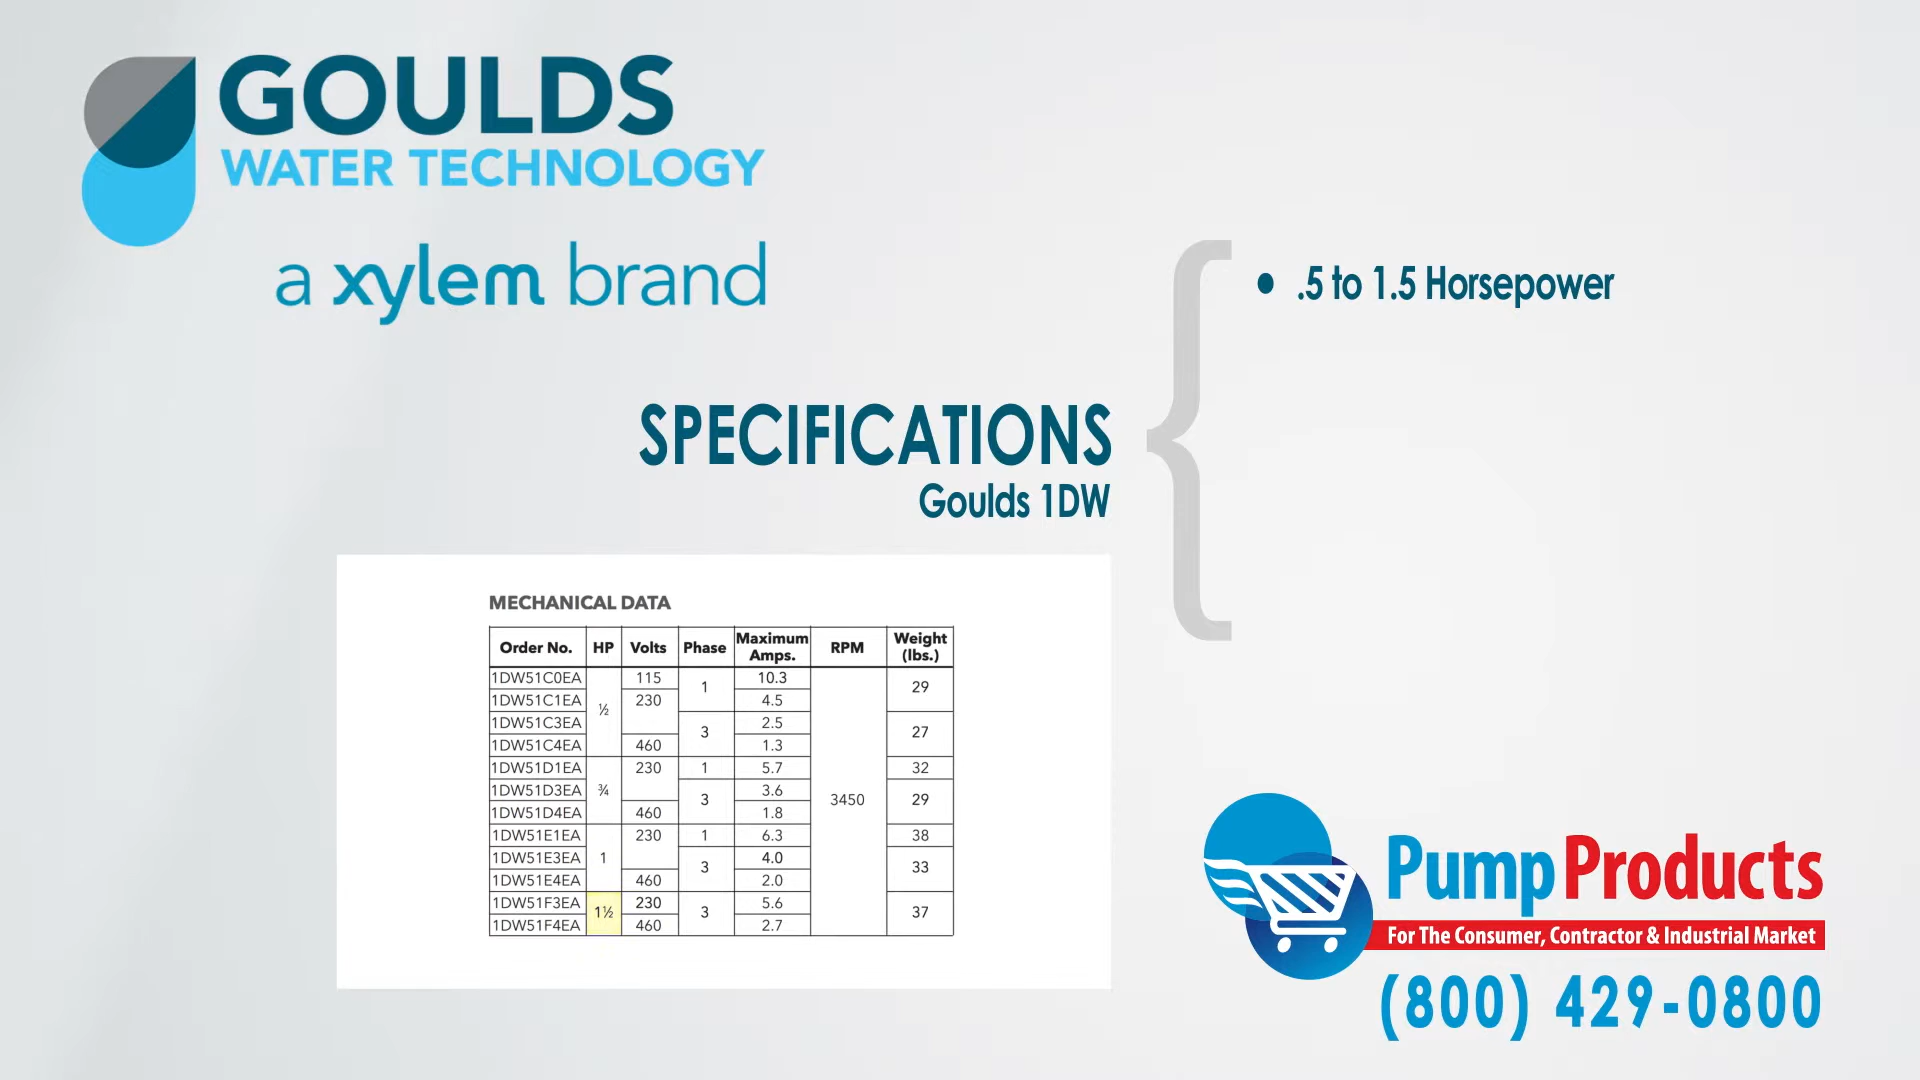 GOULDS
WATER TECHNOLOGY
a xylem brand
• .5 to 1.5 Horsepower
SPECIFICATIONS
Goulds 1DW
MECHANICAL DATA
Order No. HP Volts Phase Maximum Amps. RPM Weight (lbs.)
1DW51C0EA ½ 115 1 10.3 3450 29
1DW51C1EA 230 4.5
1DW51C3EA 3 2.5 27
1DW51C4EA 460 1.3
1DW51D1EA ¾ 230 1 5.7 32
1DW51D3EA 3 3.6 29
1DW51D4EA 460 1.8
1DW51E1EA 1 230 1 6.3 38
1DW51E3EA 3 4.0 33
1DW51E4EA 460 2.0
1DW51F3EA 1½ 230 3 5.6 37
1DW51F4EA 460 2.7
Pump Products
For The Consumer, Contractor & Industrial Market
(800) 429-0800